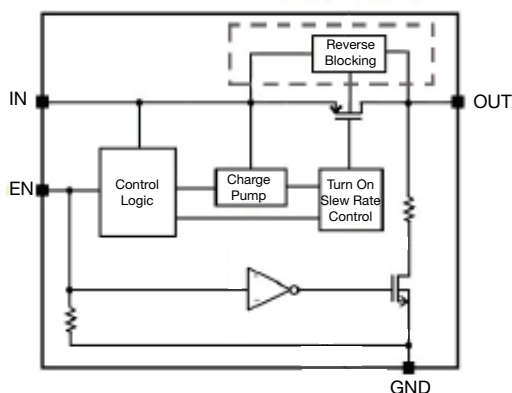 Reverse
Blocking
IN
OUT
EN
Control
Logic
Charge
Pump
Turn On
Slew Rate
Control
GND